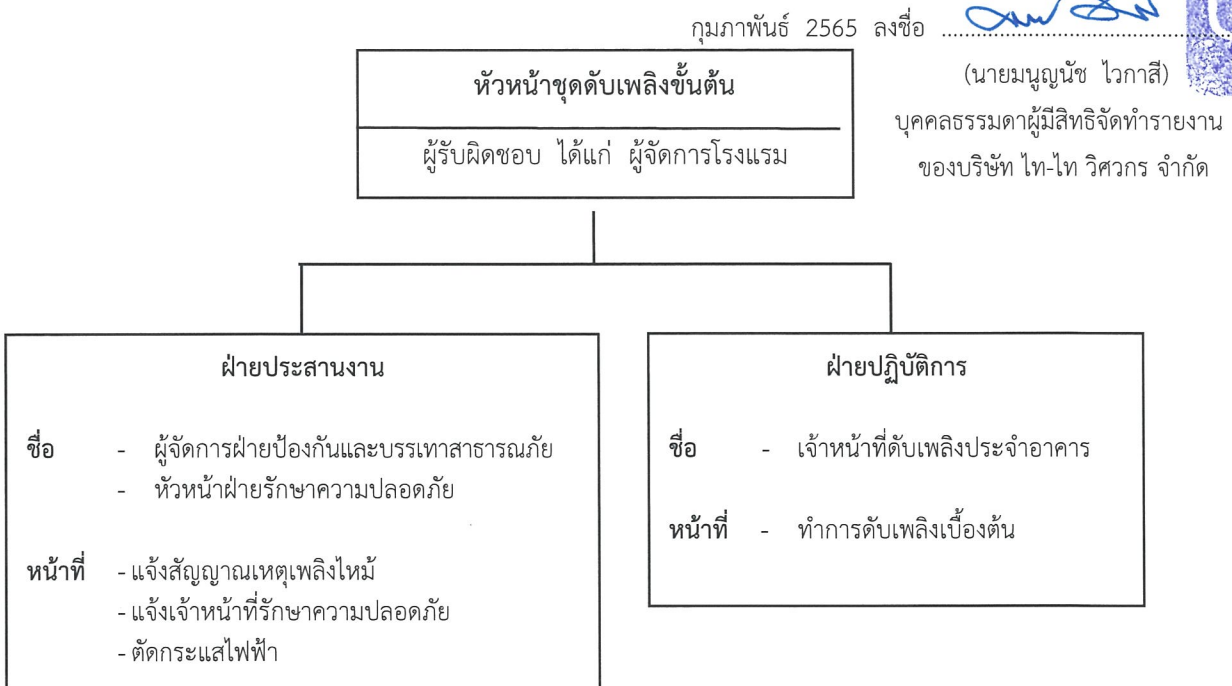 กุมภาพันธ์ 2565 ลงชื่อ ........................................
(นายมนูญนัช ไวกาสี)
บุคคลธรรมดาผู้มีสิทธิจัดทำรายงาน
ของบริษัท ไท-ไท วิศวกร จำกัด
หัวหน้าชุดดับเพลิงขั้นต้น
ผู้รับผิดชอบ ได้แก่ ผู้จัดการโรงแรม
ฝ่ายประสานงาน
ชื่อ - ผู้จัดการฝ่ายป้องกันและบรรเทาสาธารณภัย
- หัวหน้าฝ่ายรักษาความปลอดภัย
หน้าที่ - แจ้งสัญญาณเหตุเพลิงไหม้
- แจ้งเจ้าหน้าที่รักษาความปลอดภัย
- ตัดกระแสไฟฟ้า
ฝ่ายปฏิบัติการ
ชื่อ - เจ้าหน้าที่ดับเพลิงประจำอาคาร
หน้าที่ - ทำการดับเพลิงเบื้องต้น